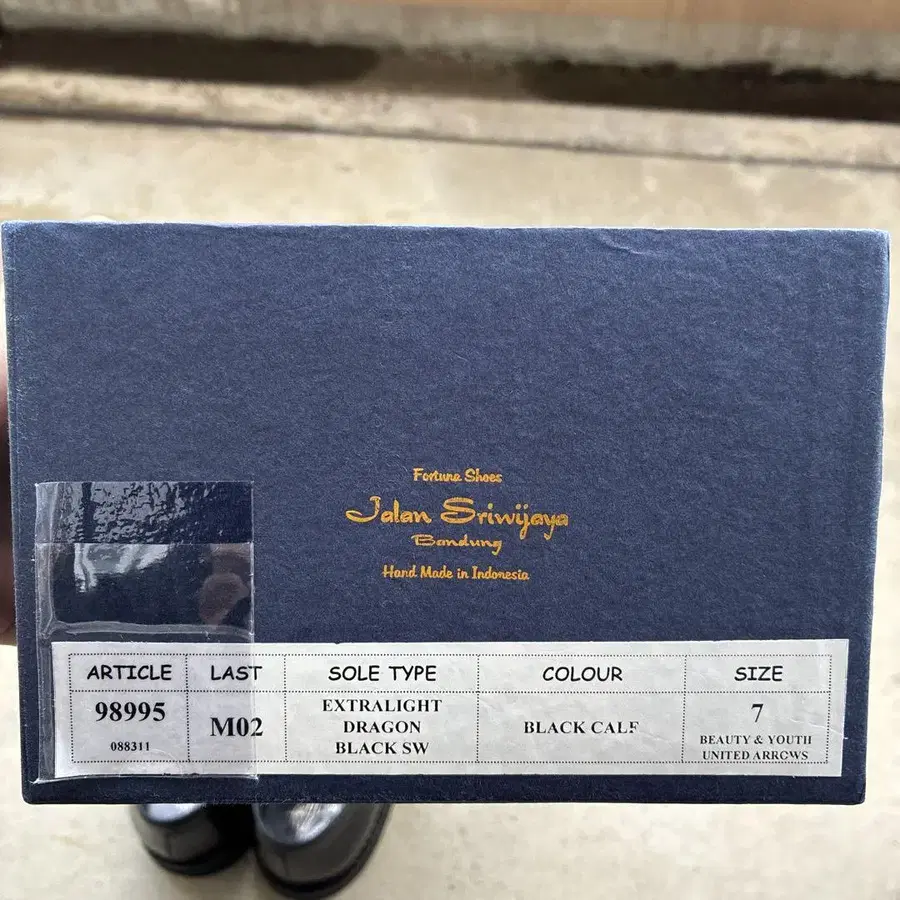 Fortune Shoes
Jalan Sriwijaya
Bandung
Hand Made in Indonesia
ARTICLE LAST SOLE TYPE COLOUR SIZE
98995
088311
M02
EXTRALIGHT
DRAGON
BLACK SW
BLACK CALF
7
BEAUTY & YOUTH
UNITED ARROWS